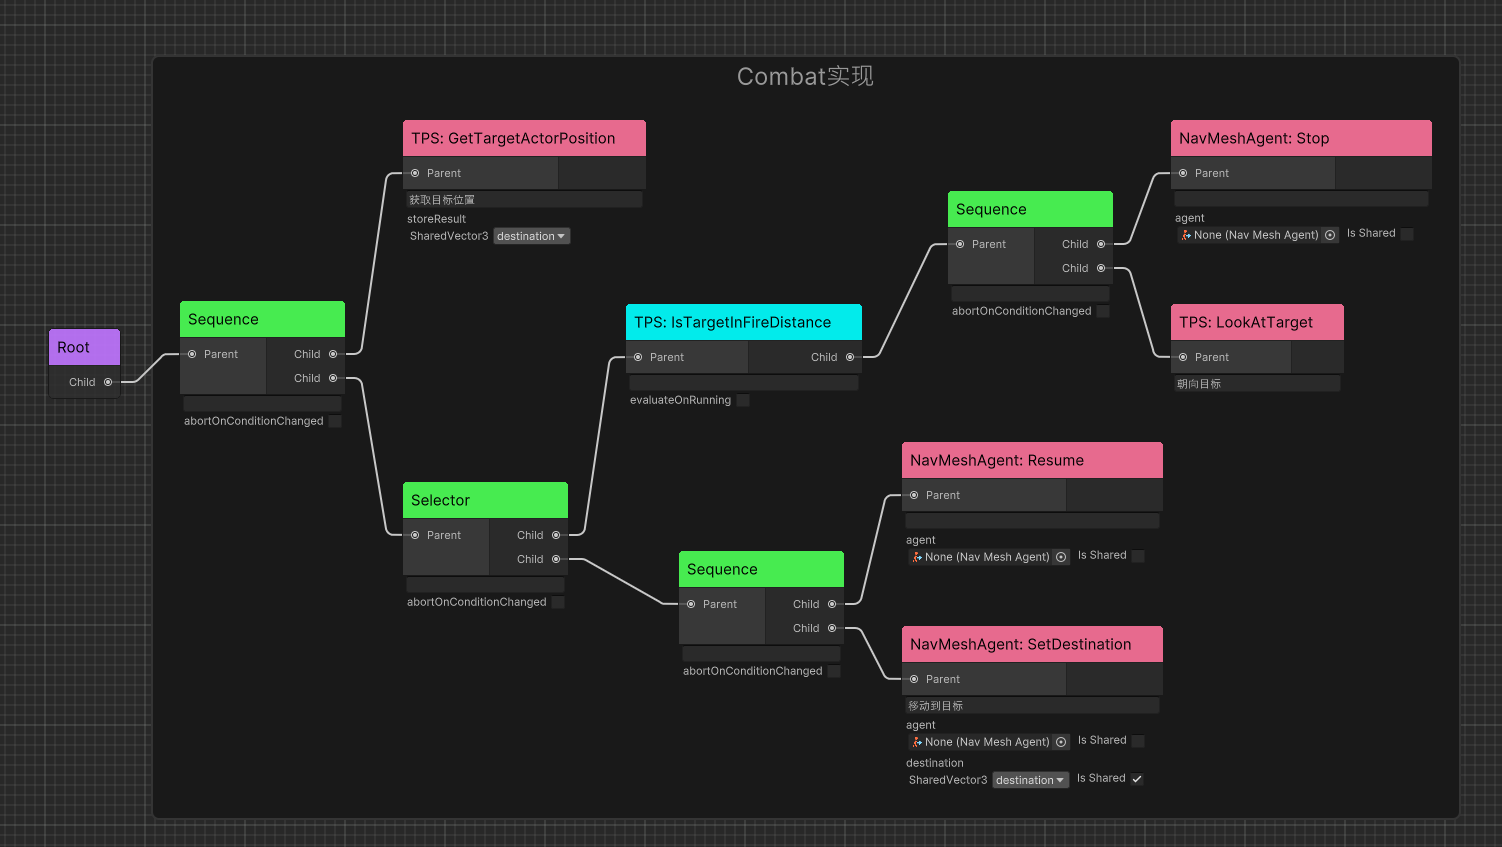 Combat实现
Root
Child
Sequence
Parent
Child
Child
abortOnConditionChanged
TPS: GetTargetActorPosition
Parent
获取目标位置
storeResult
SharedVector3 destination
Selector
Parent
Child
Child
abortOnConditionChanged
TPS: IsTargetInFireDistance
Parent
Child
evaluateOnRunning
Sequence
Parent
Child
Child
abortOnConditionChanged
NavMeshAgent: Stop
Parent
agent
None (Nav Mesh Agent) Is Shared
TPS: LookAtTarget
Parent
朝向目标
Sequence
Parent
Child
Child
abortOnConditionChanged
NavMeshAgent: Resume
Parent
agent
None (Nav Mesh Agent) Is Shared
NavMeshAgent: SetDestination
Parent
移动到目标
agent
None (Nav Mesh Agent) Is Shared
destination
SharedVector3 destination Is Shared